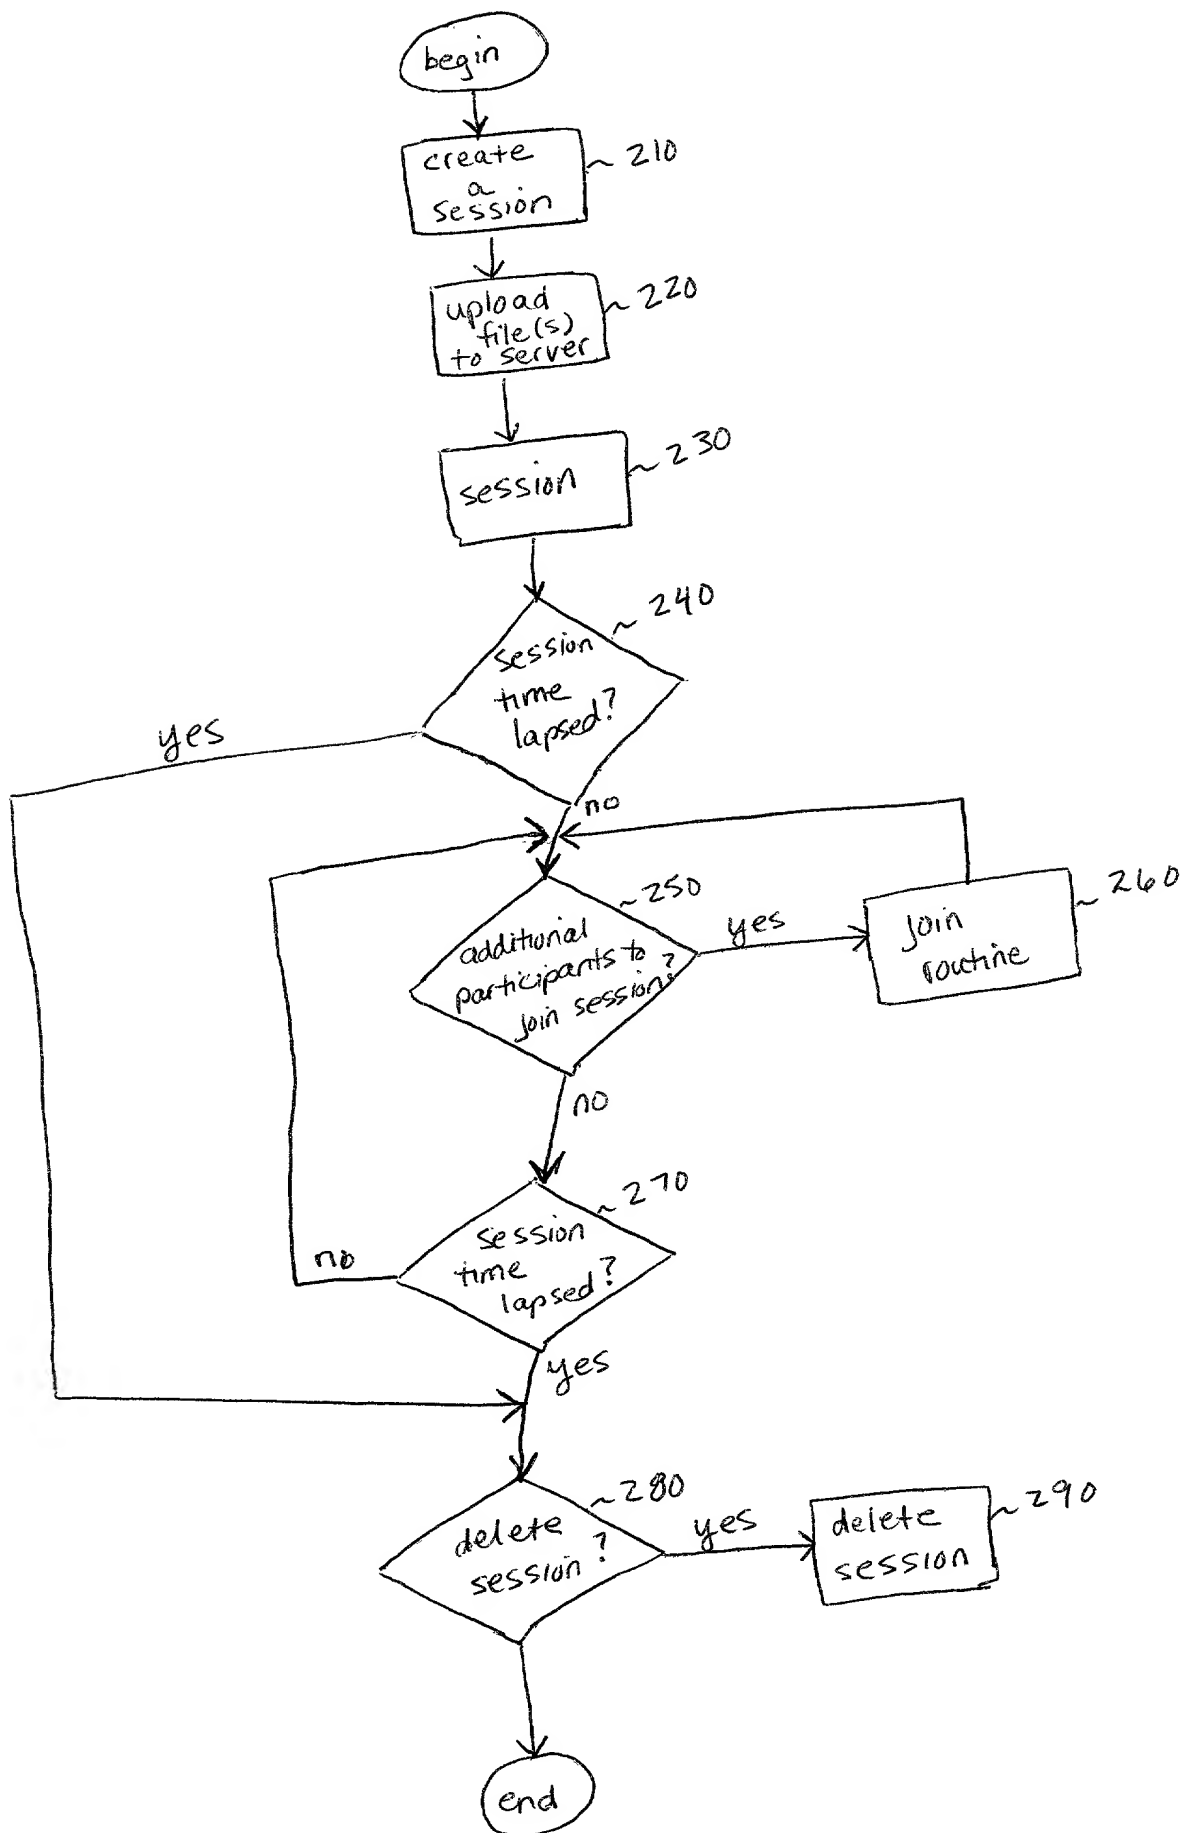 begin
create
a
session
~ 210
upload
file(s)
to server
~ 220
session
~ 230
session
time
lapsed?
~ 240
yes
no
additional
participants to
join session?
~ 250
yes
join
routine
~ 260
no
session
time
lapsed?
~ 270
no
yes
delete
session?
~ 280
yes
delete
session
~ 290
end